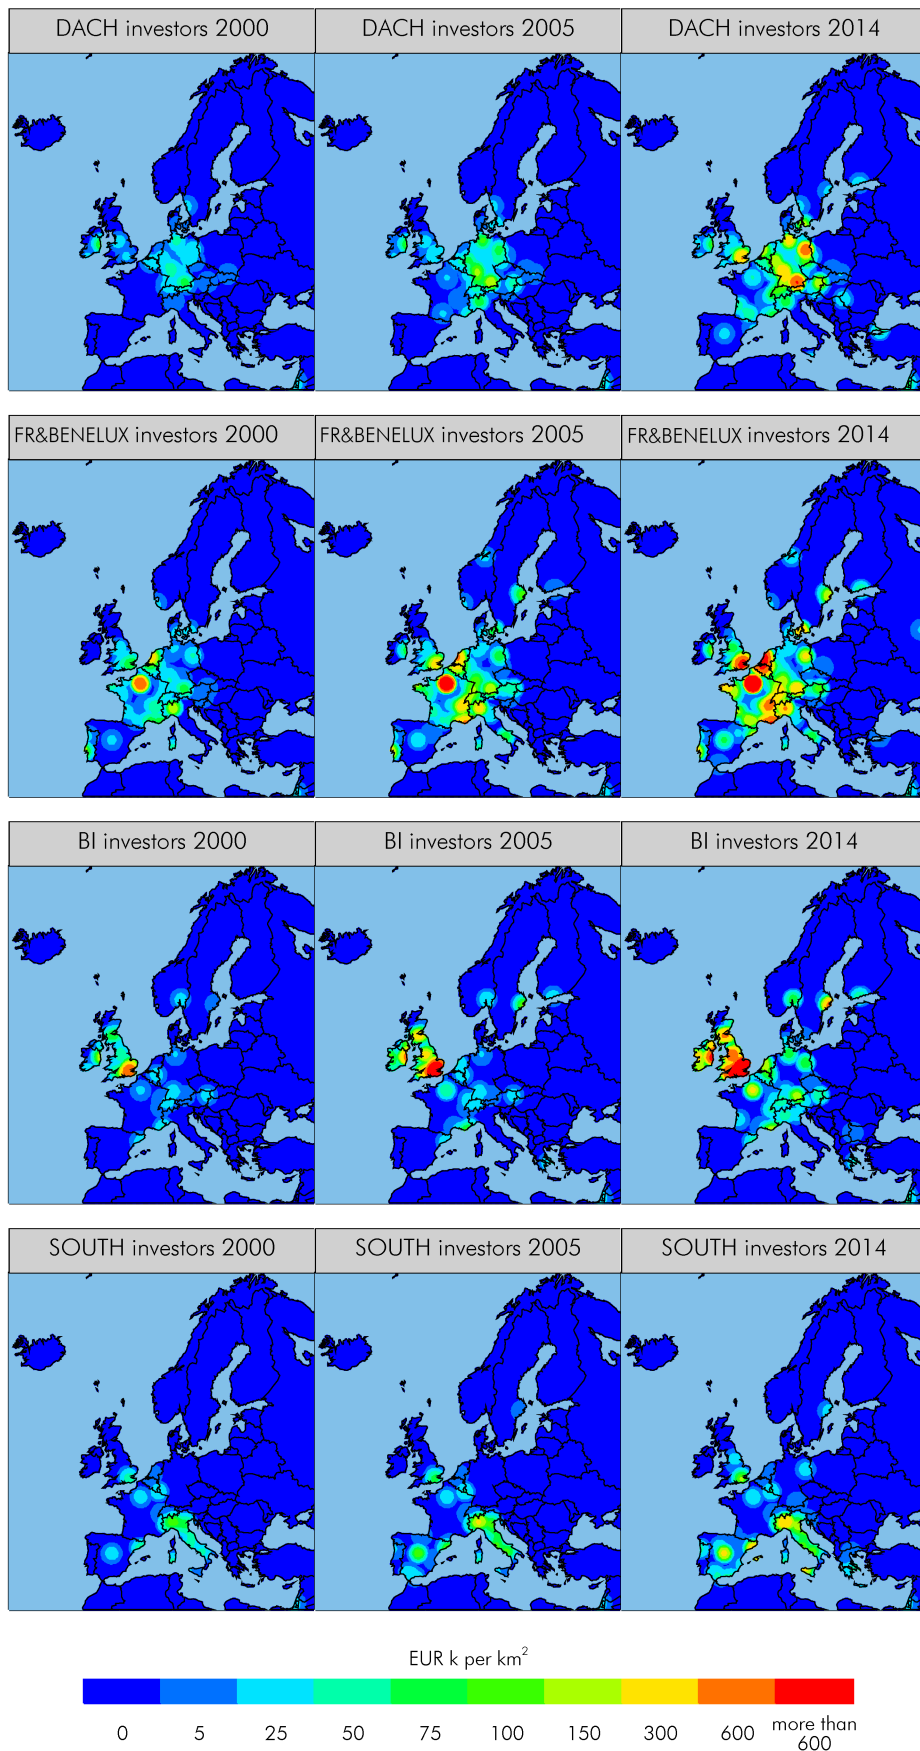 DACH investors 2000
DACH investors 2005
DACH investors 2014
FR&BENELUX investors 2000
FR&BENELUX investors 2005
FR&BENELUX investors 2014
BI investors 2000
BI investors 2005
BI investors 2014
SOUTH investors 2000
SOUTH investors 2005
SOUTH investors 2014
EUR k per km²
0 5 25 50 75 100 150 300 600 more than 600